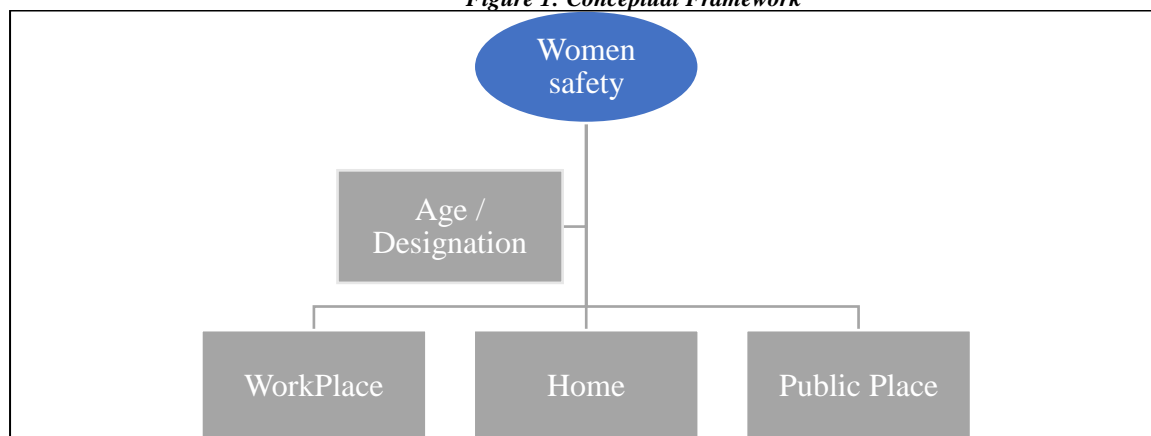 Figure 1: Conceptual Framework
Women
safety
Age /
Designation
WorkPlace
Home
Public Place